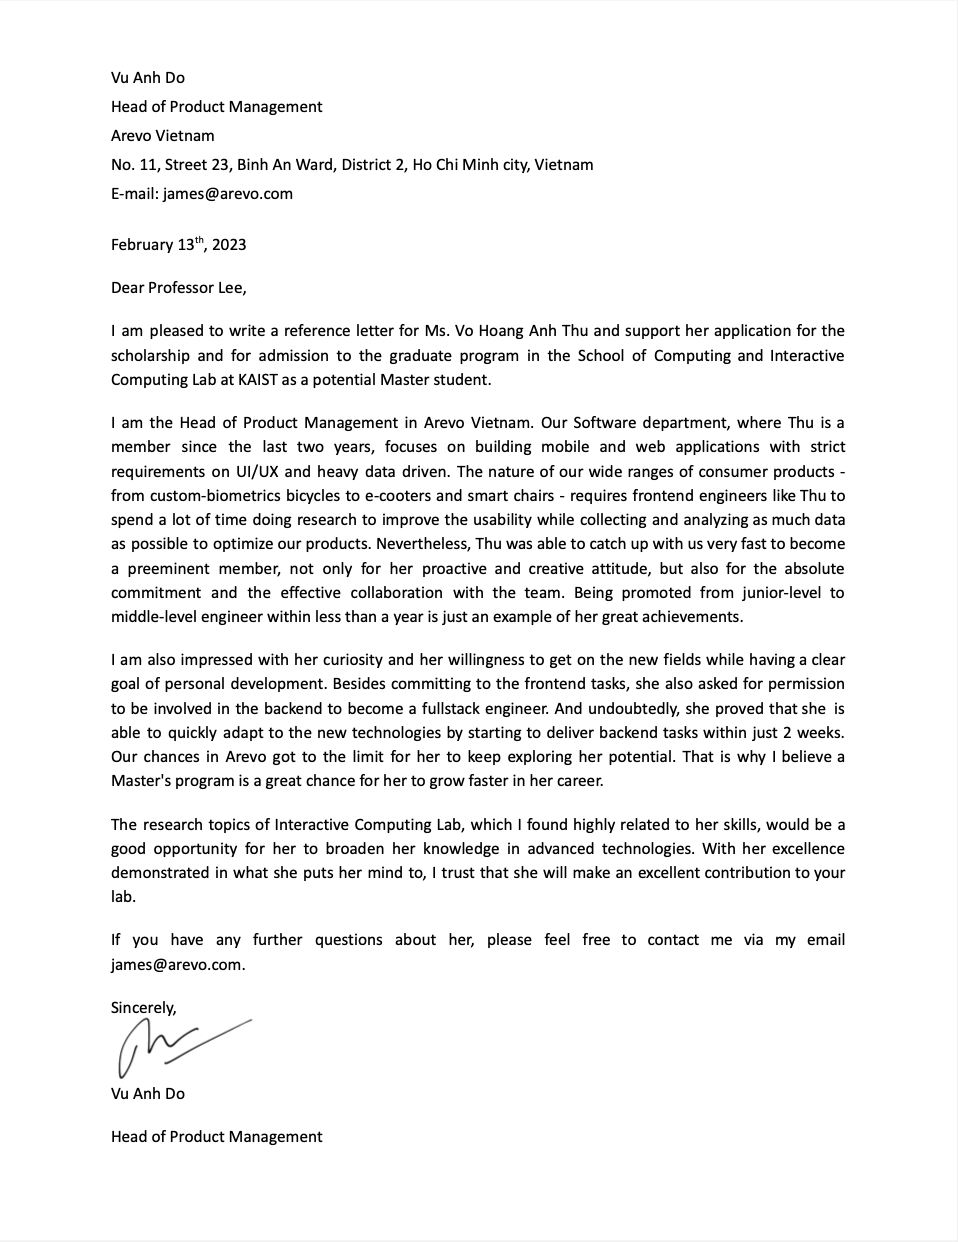 Vu Anh Do
Head of Product Management
Arevo Vietnam
No. 11, Street 23, Binh An Ward, District 2, Ho Chi Minh city, Vietnam
E-mail: james@arevo.com
February 13th, 2023
Dear Professor Lee,
I am pleased to write a reference letter for Ms. Vo Hoang Anh Thu and support her application for the
scholarship and for admission to the graduate program in the School of Computing and Interactive
Computing Lab at KAIST as a potential Master student.
I am the Head of Product Management in Arevo Vietnam. Our Software department, where Thu is a
member since the last two years, focuses on building mobile and web applications with strict
requirements on UI/UX and heavy data driven. The nature of our wide ranges of consumer products -
from custom-biometrics bicycles to e-cooters and smart chairs - requires frontend engineers like Thu to
spend a lot of time doing research to improve the usability while collecting and analyzing as much data
as possible to optimize our products. Nevertheless, Thu was able to catch up with us very fast to become
a preeminent member, not only for her proactive and creative attitude, but also for the absolute
commitment and the effective collaboration with the team. Being promoted from junior-level to
middle-level engineer within less than a year is just an example of her great achievements.
I am also impressed with her curiosity and her willingness to get on the new fields while having a clear
goal of personal development. Besides committing to the frontend tasks, she also asked for permission
to be involved in the backend to become a fullstack engineer. And undoubtedly, she proved that she is
able to quickly adapt to the new technologies by starting to deliver backend tasks within just 2 weeks.
Our chances in Arevo got to the limit for her to keep exploring her potential. That is why I believe a
Master's program is a great chance for her to grow faster in her career.
The research topics of Interactive Computing Lab, which I found highly related to her skills, would be a
good opportunity for her to broaden her knowledge in advanced technologies. With her excellence
demonstrated in what she puts her mind to, I trust that she will make an excellent contribution to your
lab.
If you have any further questions about her, please feel free to contact me via my email
james@arevo.com.
Sincerely,
Vu Anh Do
Head of Product Management